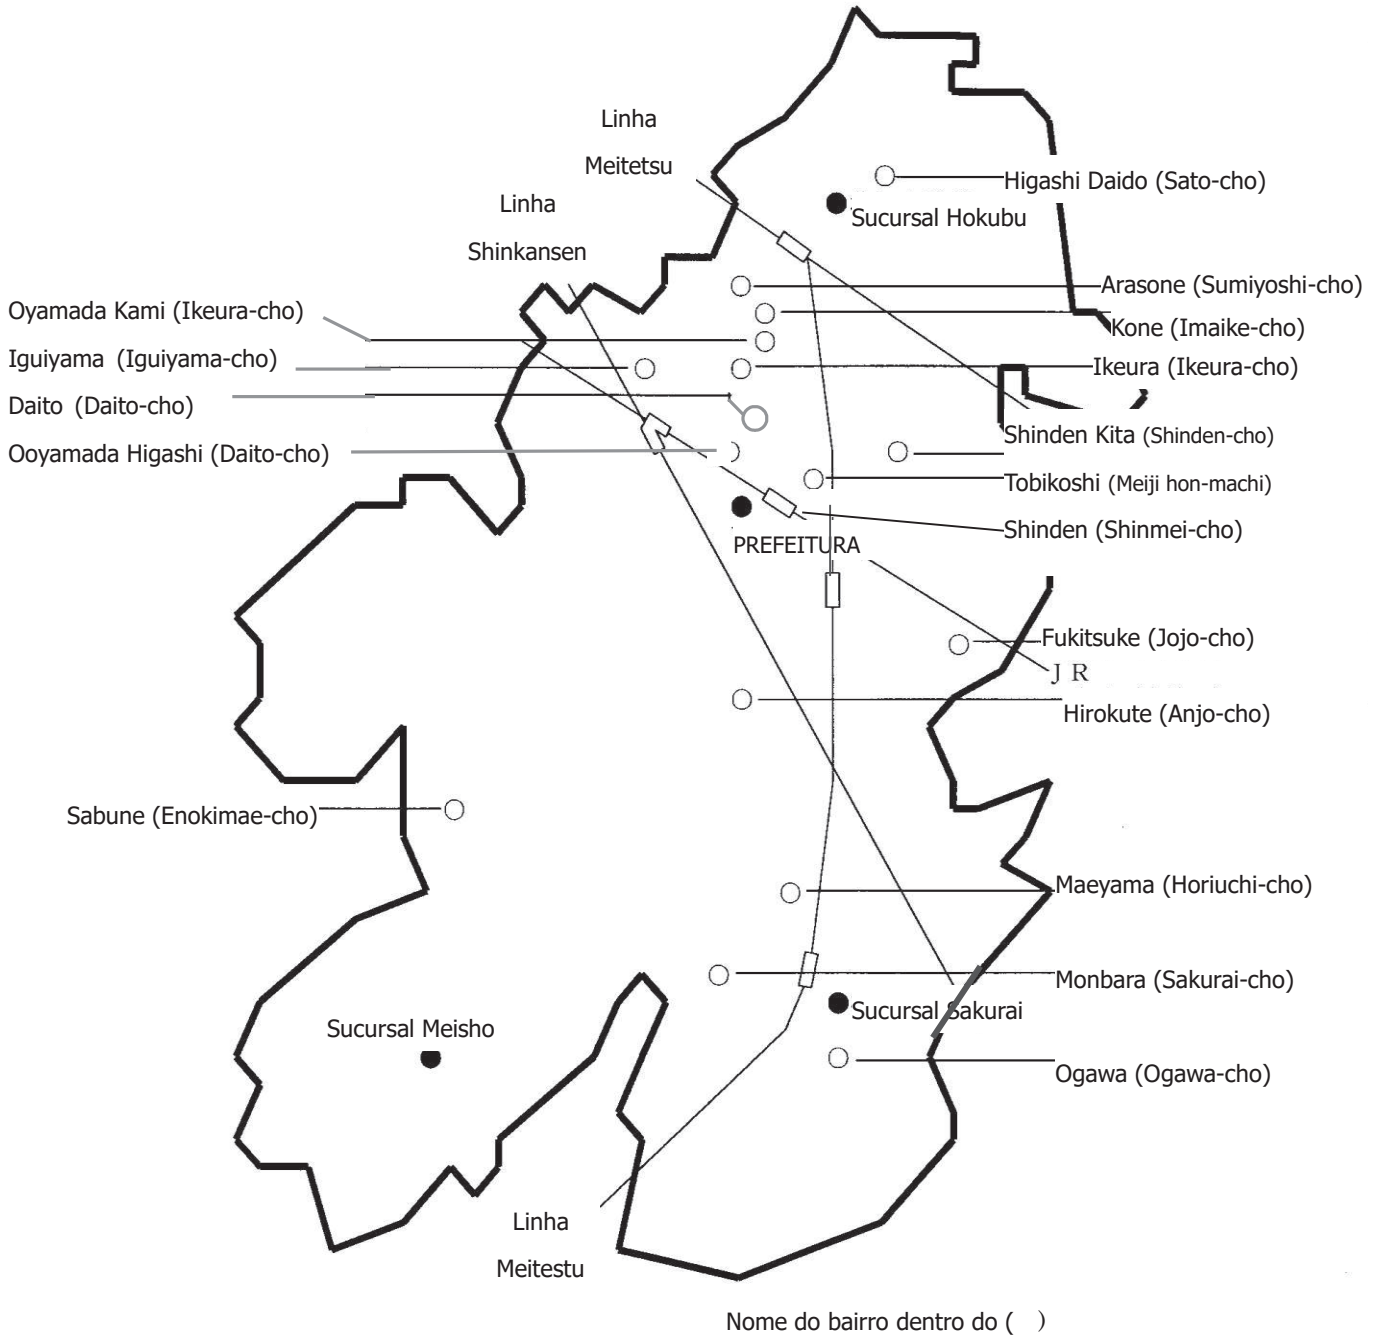 Linha
Meitetsu
Higashi Daido (Sato-cho)
Linha
Shinkansen
Sucursal Hokubu
Arasone (Sumiyoshi-cho)
Oyamada Kami (Ikeura-cho)
Kone (Imaike-cho)
Iguiyama (Iguiyama-cho)
Ikeura (Ikeura-cho)
Daito (Daito-cho)
Shinden Kita (Shinden-cho)
Ooyamada Higashi (Daito-cho)
Tobikoshi (Meiji hon-machi)
Shinden (Shinmei-cho)
PREFEITURA
Fukitsuke (Jojo-cho)
J R
Hirokute (Anjo-cho)
Sabune (Enokimae-cho)
Maeyama (Horiuchi-cho)
Monbara (Sakurai-cho)
Sucursal Sakurai
Sucursal Meisho
Ogawa (Ogawa-cho)
Linha
Meitestu
Nome do bairro dentro do (   )